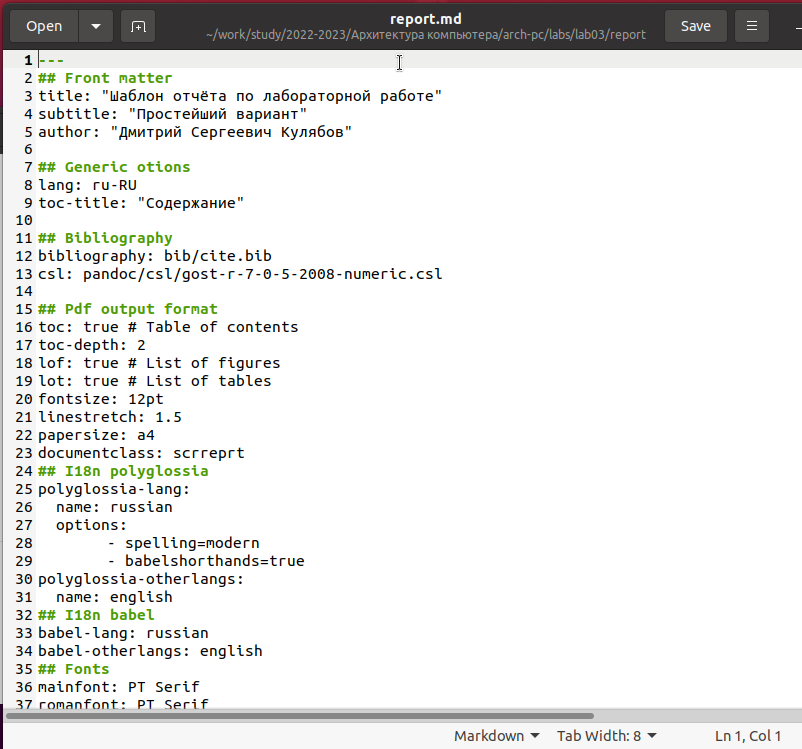 Open
report.md
~/work/study/2022-2023/Архитектура компьютера/arch-pc/labs/lab03/report
Save
1 ---
2 ## Front matter
3 title: "Шаблон отчёта по лабораторной работе"
4 subtitle: "Простейший вариант"
5 author: "Дмитрий Сергеевич Кулябов"
6
7 ## Generic otions
8 lang: ru-RU
9 toc-title: "Содержание"
10
11 ## Bibliography
12 bibliography: bib/cite.bib
13 csl: pandoc/csl/gost-r-7-0-5-2008-numeric.csl
14
15 ## Pdf output format
16 toc: true # Table of contents
17 toc-depth: 2
18 lof: true # List of figures
19 lot: true # List of tables
20 fontsize: 12pt
21 linestretch: 1.5
22 papersize: a4
23 documentclass: scrreprt
24 ## I18n polyglossia
25 polyglossia-lang:
26   name: russian
27   options:
28         - spelling=modern
29         - babelshorthands=true
30 polyglossia-otherlangs:
31   name: english
32 ## I18n babel
33 babel-lang: russian
34 babel-otherlangs: english
35 ## Fonts
36 mainfont: PT Serif
37 romanfont: PT Serif
Markdown
Tab Width: 8
Ln 1, Col 1